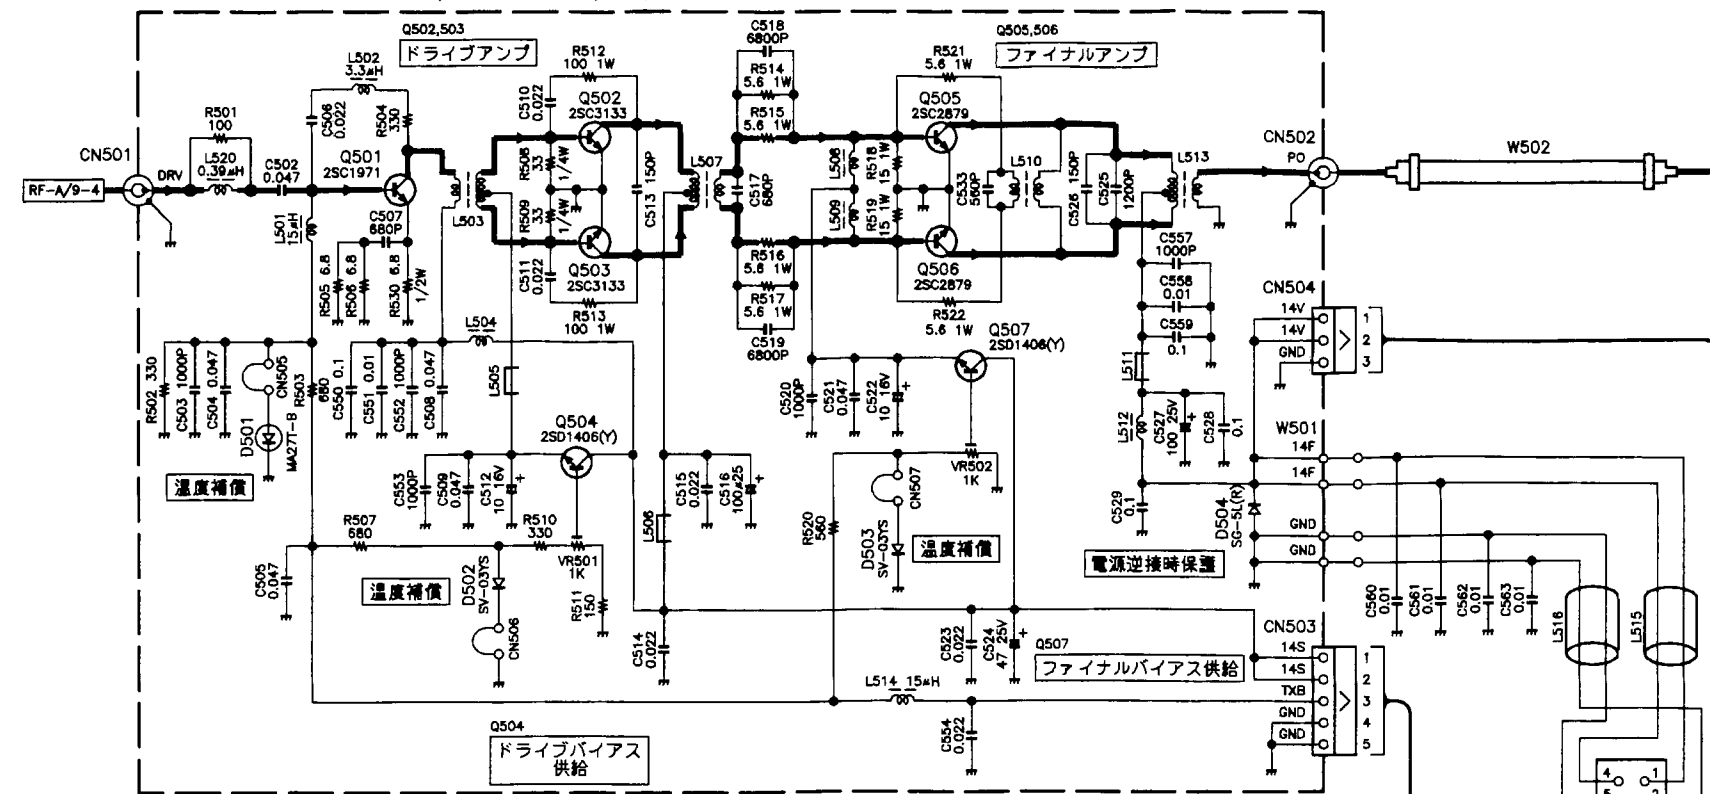 Q502,503
ドライブアンプ
Q505,506
ファイナルアンプ
L502
3.3μH
C506
0.022
R504
330
R501
100
L520
0.39μH
C502
0.047
CN501
RF-A/9-4
DRV
Q501
2SC1971
L501
15μH
C507
680P
R505 6.8
R506 6.8
R530 6.8
1/2W
L503
R512
100 1W
C510
0.022
Q502
2SC3133
R508
33
1/4W
R509
33
1/4W
C511
0.022
Q503
2SC3133
R513
100 1W
C513 150P
L507
C518
6800P
R514
5.6 1W
R515
5.6 1W
C517
680P
R516
5.6 1W
R517
5.6 1W
C519
6800P
L508
L509
R518
15 1W
R519
15 1W
R521
5.6 1W
Q505
2SC2879
Q506
2SC2879
R522
5.6 1W
C533
560P
L510
C526 150P
C525
1200P
L513
CN502
PO
W502
C557
1000P
C558
0.01
C559
0.1
L511
L512
C527
100 25V
+
C528
0.1
CN504
14V
14V
GND
1
2
3
R502 330
C503 1000P
C504 0.047
CN505
D501
MA27T-B
温度補償
R503
680
C550 0.1
C551 0.01
C552 1000P
C508 0.047
L504
L505
Q504
2SD1406(Y)
C553
1000P
C509
0.047
C512
10 16V
+
L506
C515
0.022
C516
100μ25
+
Q507
2SD1406(Y)
C520
1000P
C521
0.047
C522
10 16V
+
VR502
1K
CN507
R520
560
D503
SV-03YS
温度補償
C529
0.1
D504
SG-5L(R)
電源逆接時保護
W501
14F
14F
GND
GND
C560
0.01
C561
0.01
C562
0.01
C563
0.01
L516
L515
C505
0.047
R507
680
R510
330
VR501
1K
R511
150
D502
SV-03YS
CN506
温度補償
C514
0.022
C523
0.022
C524
47 25V
+
Q507
ファイナルバイアス供給
L514 15μH
C554
0.022
CN503
14S
14S
TXB
GND
GND
1
2
3
4
5
Q504
ドライブバイアス
供給
4
1
5
2